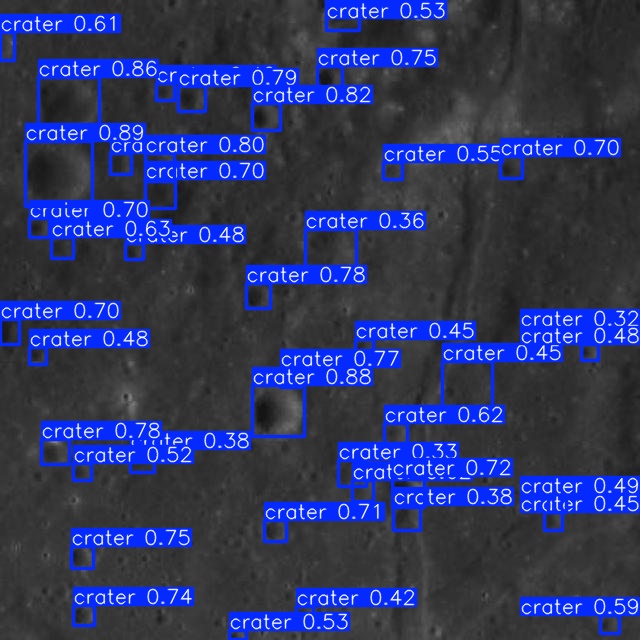 crater 0.53
crater 0.61
crater 0.75
crater 0.86
crater 0.79
crater 0.82
crater 0.89
crater 0.80
crater 0.55
crater 0.70
crater 0.70
crater 0.70
crater 0.36
crater 0.63
0.48
crater 0.78
crater 0.70
crater 0.32
crater 0.45
crater 0.48
crater 0.48
crater 0.77
crater 0.45
crater 0.88
crater 0.62
crater 0.78
0.38
crater 0.33
crater 0.52
crater 0.72
crater 0.49
crater 0.38
crater 0.45
crater 0.71
crater 0.75
crater 0.74
crater 0.42
crater 0.59
crater 0.53